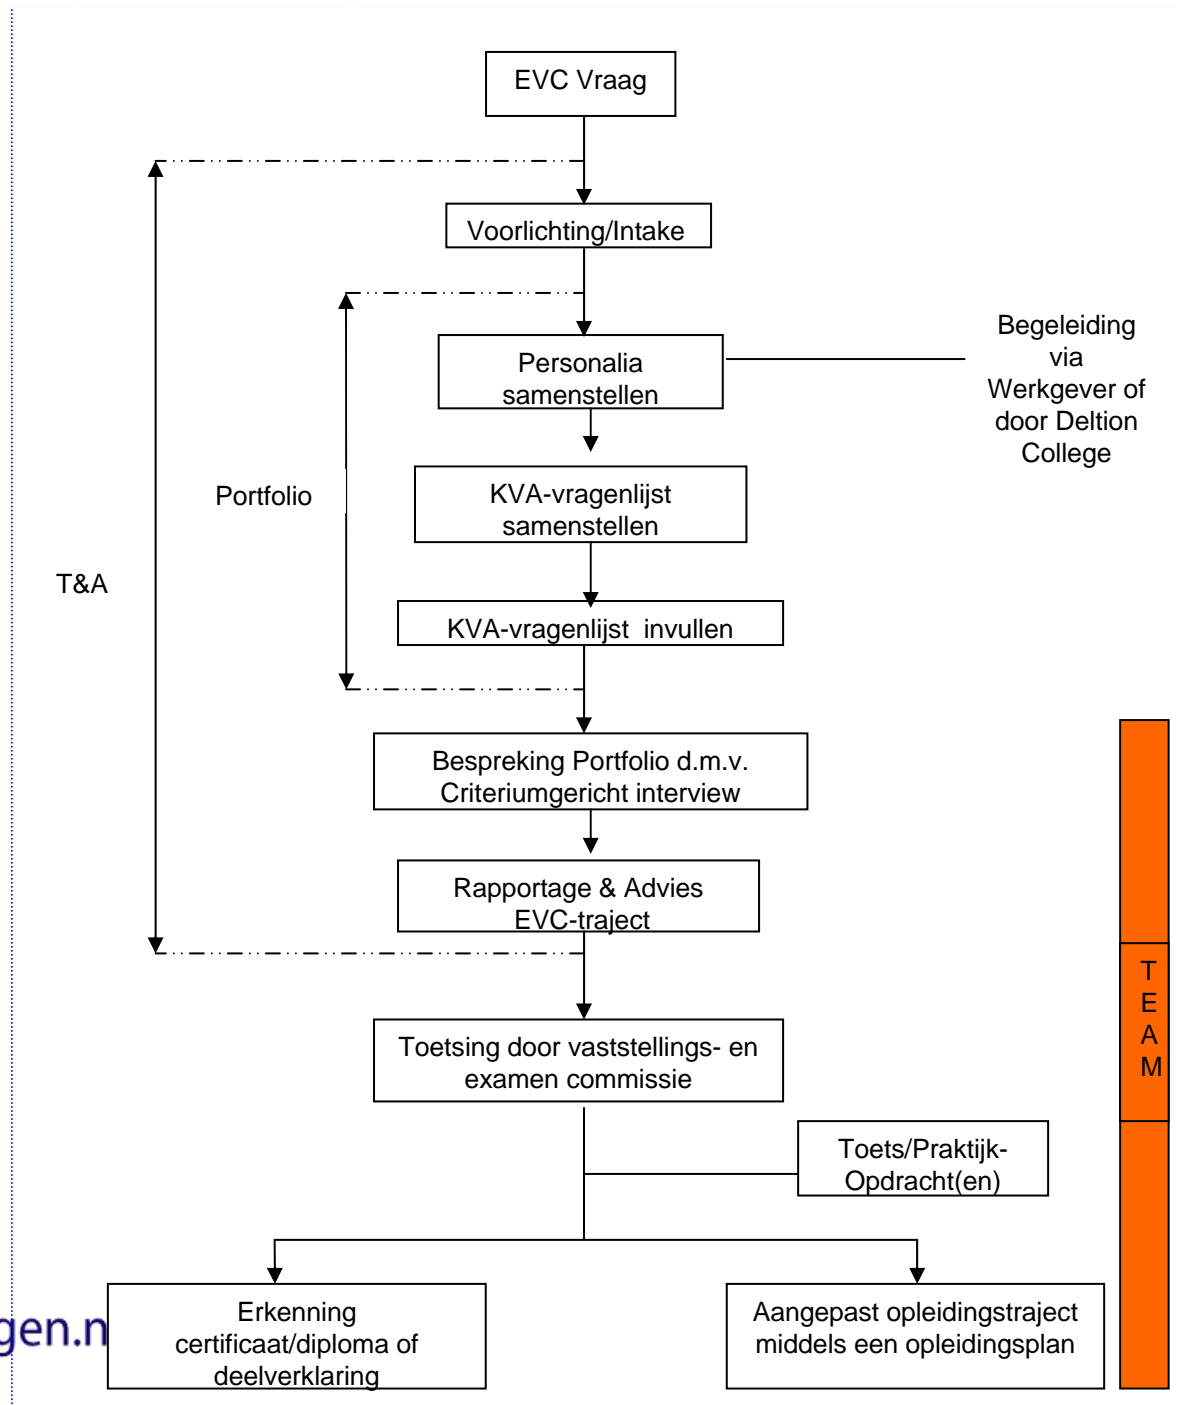 EVC Vraag
Voorlichting/Intake
Personalia
samenstellen
Begeleiding
via
Werkgever of
door Deltion
College
KVA-vragenlijst
samenstellen
Portfolio
T&A
KVA-vragenlijst  invullen
Bespreking Portfolio d.m.v.
Criteriumgericht interview
Rapportage & Advies
EVC-traject
T
E
A
M
Toetsing door vaststellings- en
examen commissie
Toets/Praktijk-
Opdracht(en)
Erkenning
certificaat/diploma of
deelverklaring
Aangepast opleidingstraject
middels een opleidingsplan
gen.n